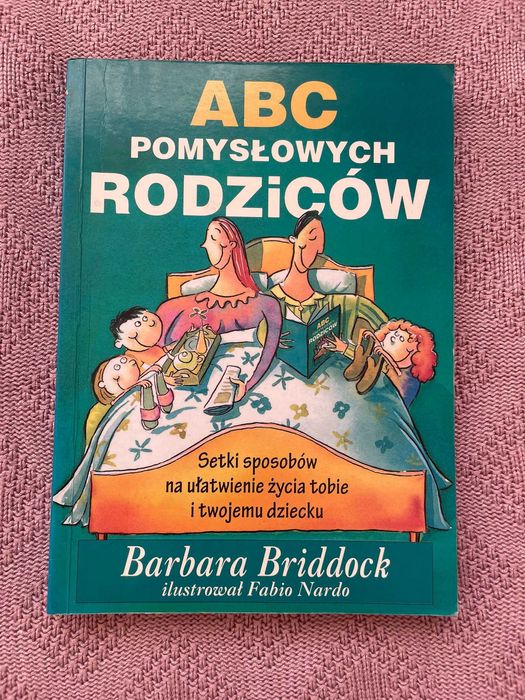 ABC
POMYSŁOWYCH
RODZiCÓW
ABC
RODZICÓW
Setki sposobów
na ułatwienie życia tobie
i twojemu dziecku
Barbara Briddock
ilustrował Fabio Nardo